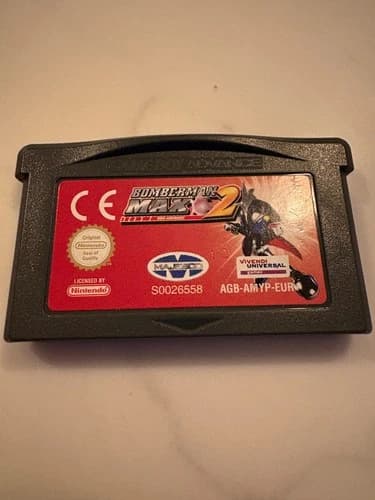 GAME BOY ADVANCE
CE
BOMBERMAN
MAX 2
Original
Nintendo
Seal of
Quality
LICENSED BY
Nintendo
MAJESCO
S0026558
VIVENDI
UNIVERSAL
games
AGB-AMYP-EUR